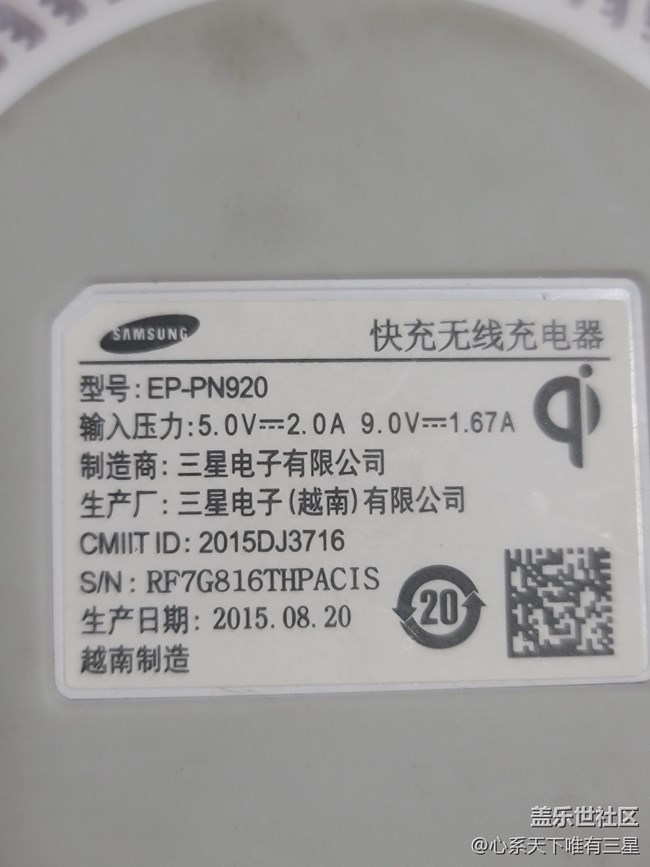 SAMSUNG
快充无线充电器
型号: EP-PN920
输入压力:5.0V⎓2.0A 9.0V⎓1.67A
制造商: 三星电子有限公司
生产厂: 三星电子(越南)有限公司
CMIIT ID: 2015DJ3716
S/N: RF7G816THPACIS
生产日期: 2015.08.20
越南制造
qi
20
盖乐世社区
@心系天下唯有三星